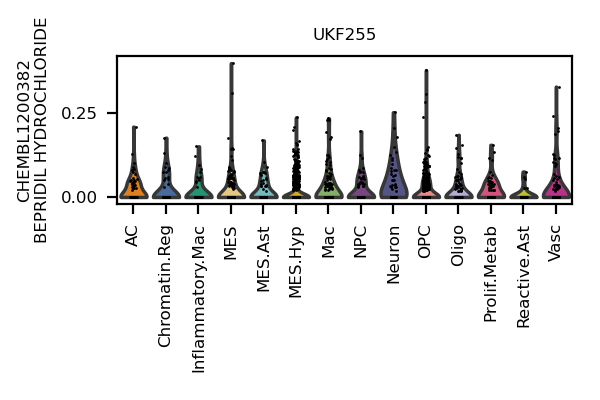 UKF255
CHEMBL1200382
BEPRIDIL HYDROCHLORIDE
0.25
0.00
AC
Chromatin.Reg
Inflammatory.Mac
MES
MES.Ast
MES.Hyp
Mac
NPC
Neuron
OPC
Oligo
Prolif.Metab
Reactive.Ast
Vasc